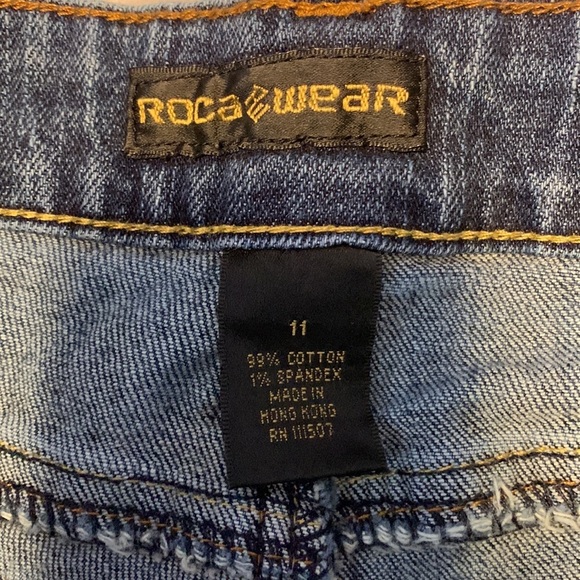 ROCAWEAR
11
99% COTTON
1% SPANDEX
MADE IN
HONG KONG
RN 111507